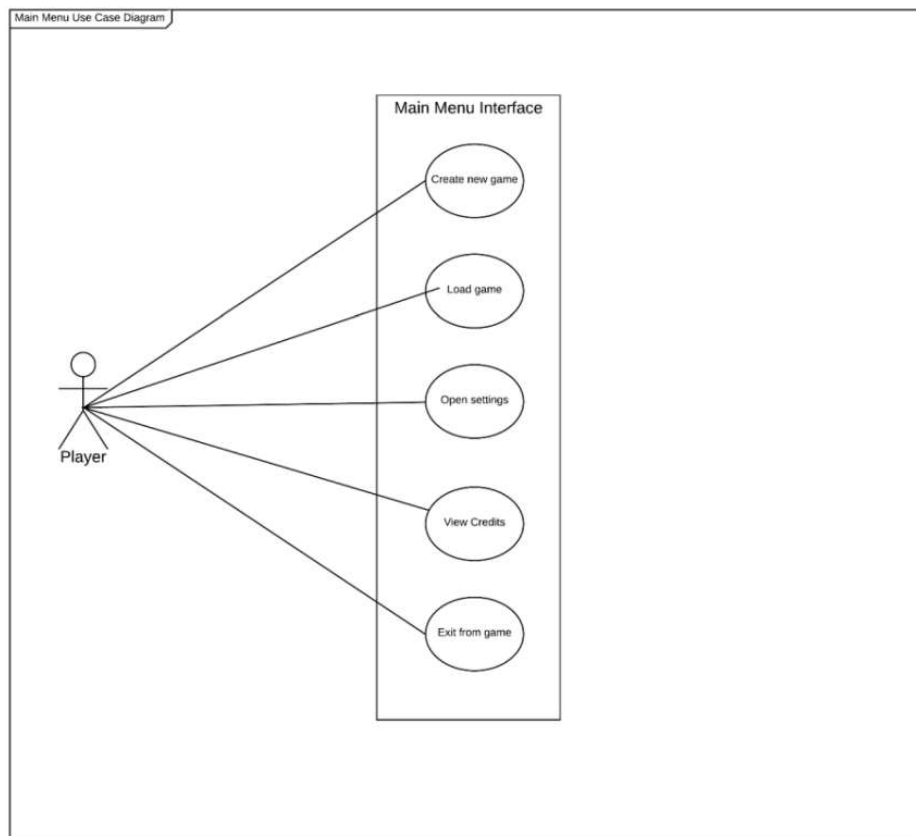 Main Menu Use Case Diagram
Main Menu Interface
Create new game
Load game
Open settings
Player
View Credits
Exit from game